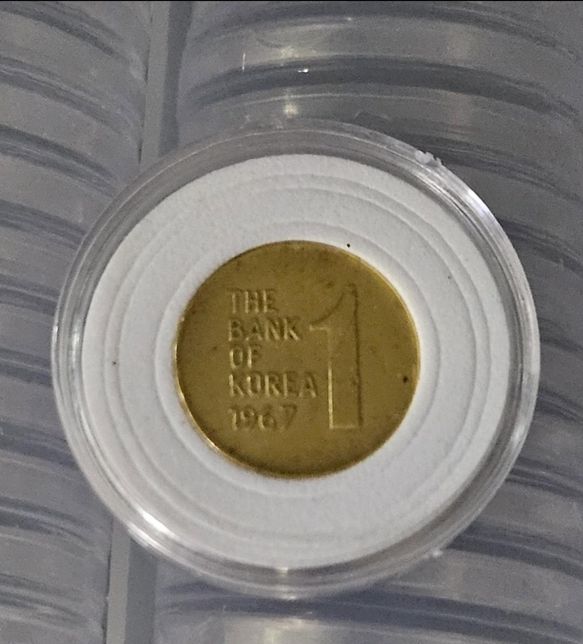 THE
BANK
OF
KOREA
1967
1